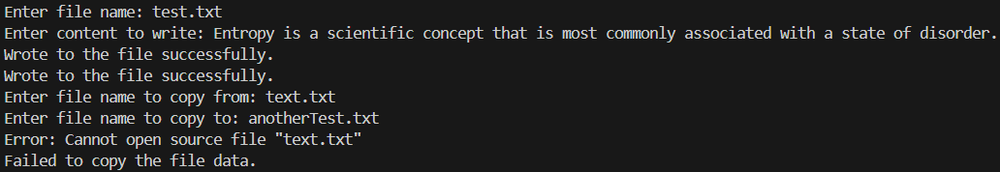 Enter file name: test.txt
Enter content to write: Entropy is a scientific concept that is most commonly associated with a state of disorder.
Wrote to the file successfully.
Wrote to the file successfully.
Enter file name to copy from: text.txt
Enter file name to copy to: anotherTest.txt
Error: Cannot open source file "text.txt"
Failed to copy the file data.